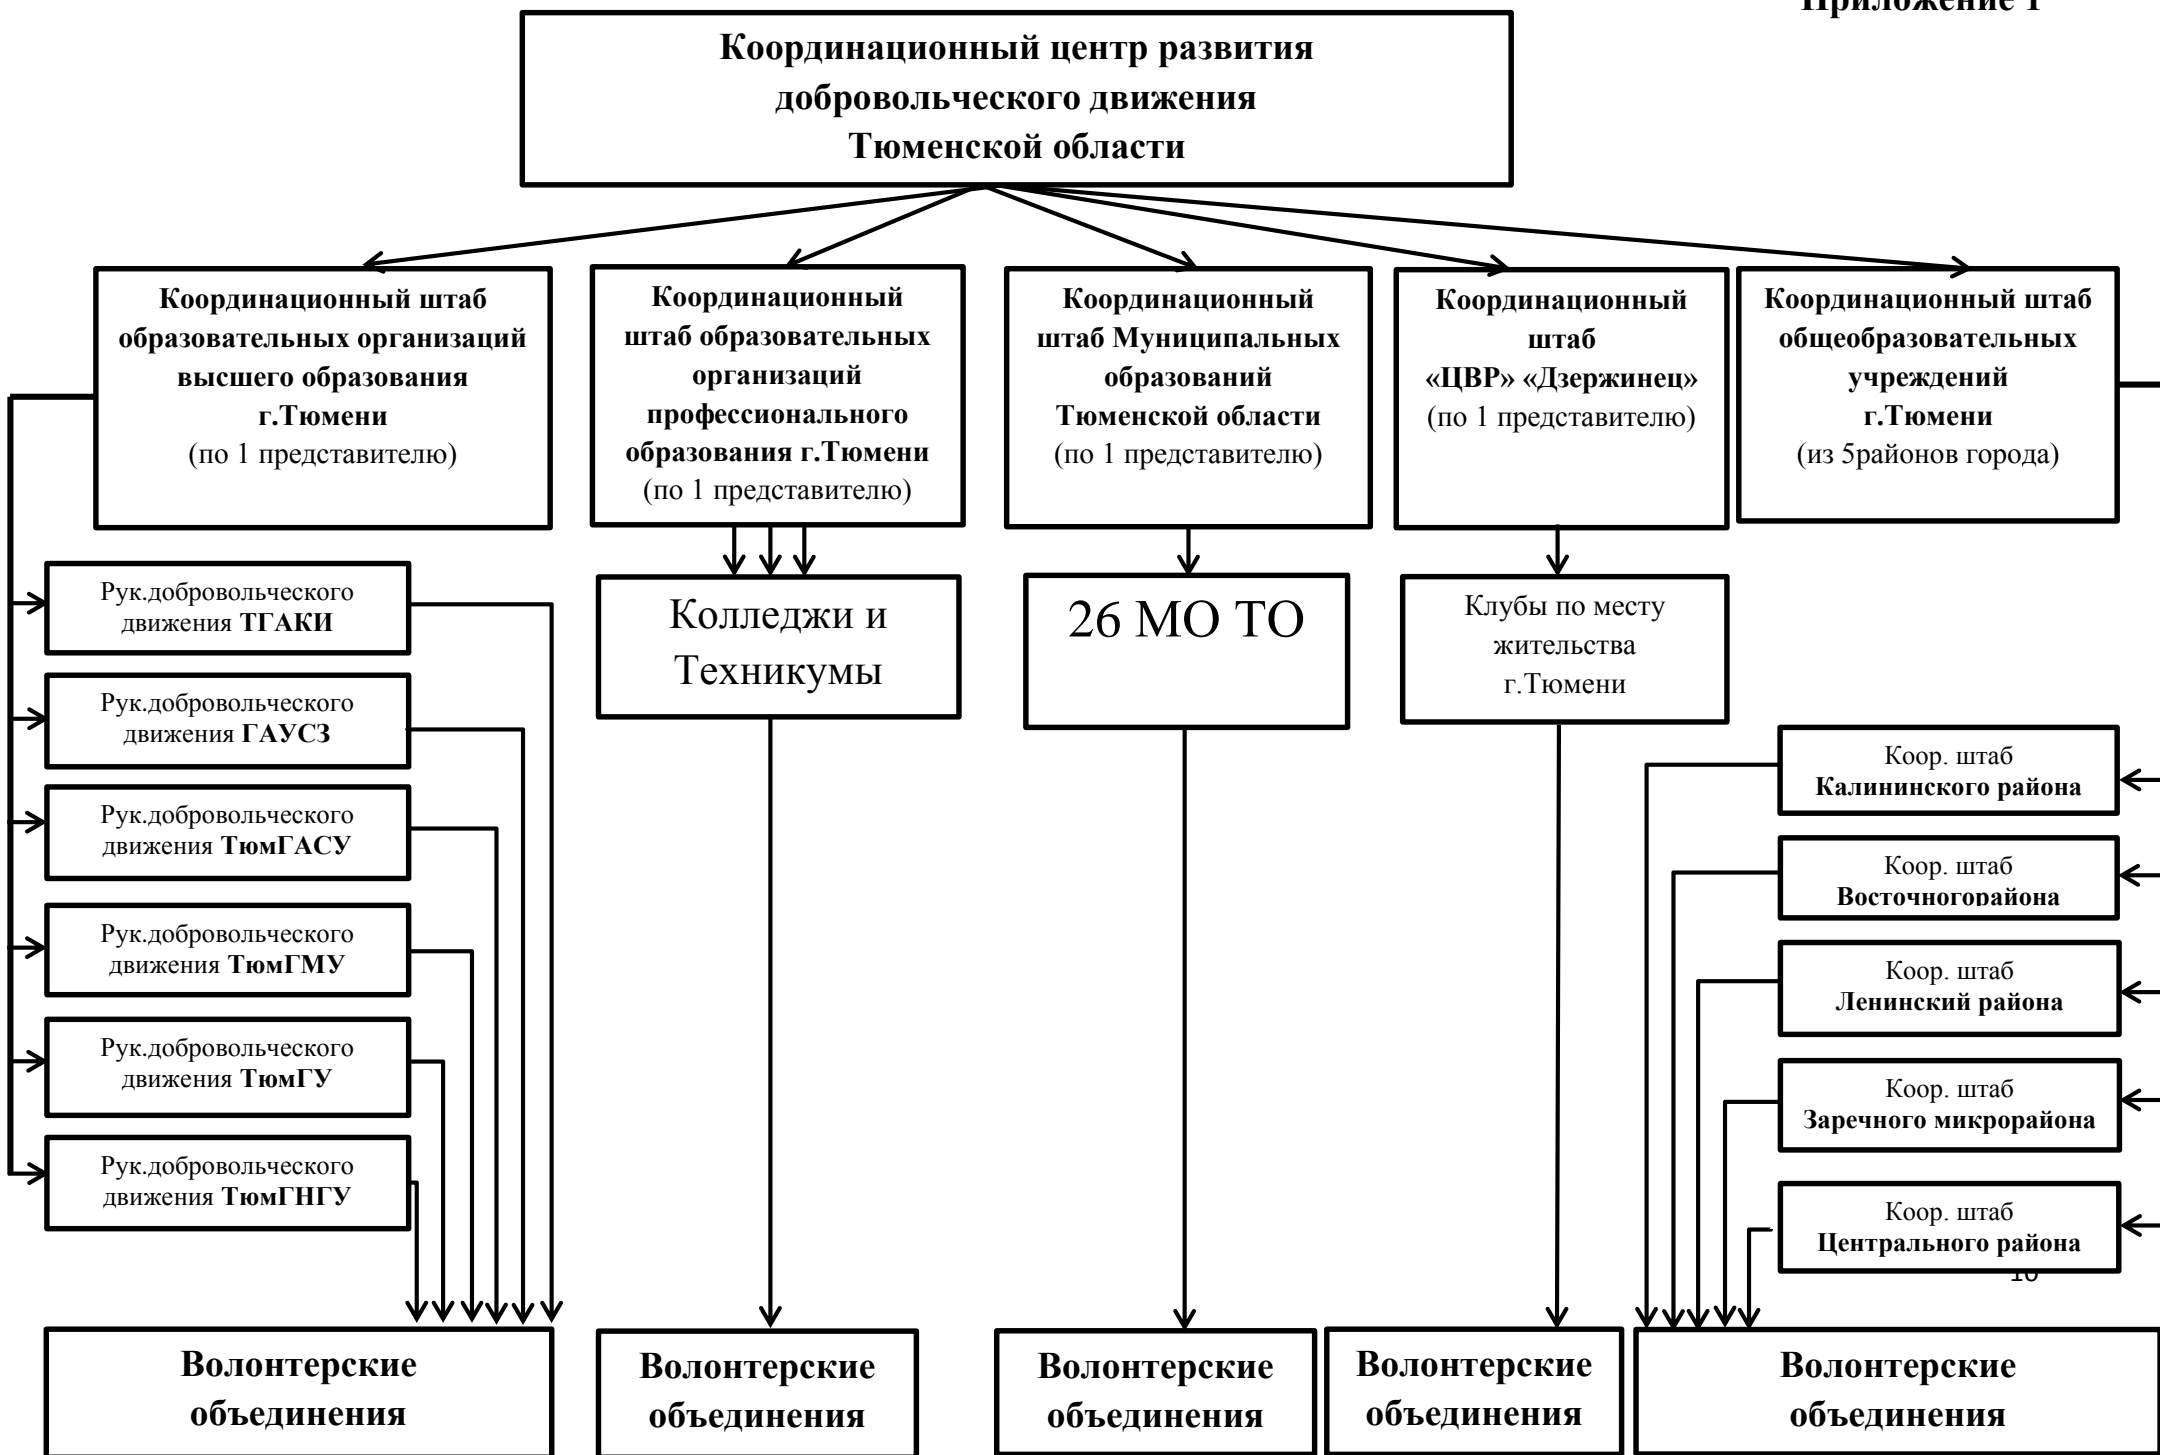 Приложение 1
Координационный центр развития
добровольческого движения
Тюменской области
Координационный штаб
образовательных организаций
высшего образования
г.Тюмени
(по 1 представителю)
Координационный
штаб образовательных
организаций
профессионального
образования г.Тюмени
(по 1 представителю)
Координационный
штаб Муниципальных
образований
Тюменской области
(по 1 представителю)
Координационный
штаб
«ЦВР» «Дзержинец»
(по 1 представителю)
Координационный штаб
общеобразовательных
учреждений
г.Тюмени
(из 5районов города)
Рук.добровольческого
движения ТГАКИ
Рук.добровольческого
движения ГАУСЗ
Рук.добровольческого
движения ТюмГАСУ
Рук.добровольческого
движения ТюмГМУ
Рук.добровольческого
движения ТюмГУ
Рук.добровольческого
движения ТюмГНГУ
Колледжи и
Техникумы
26 МО ТО
Клубы по месту
жительства
г.Тюмени
Коор. штаб
Калининского района
Коор. штаб
Восточногорайона
Коор. штаб
Ленинский района
Коор. штаб
Заречного микрорайона
Коор. штаб
Центрального района
10
Волонтерские
объединения
Волонтерские
объединения
Волонтерские
объединения
Волонтерские
объединения
Волонтерские
объединения